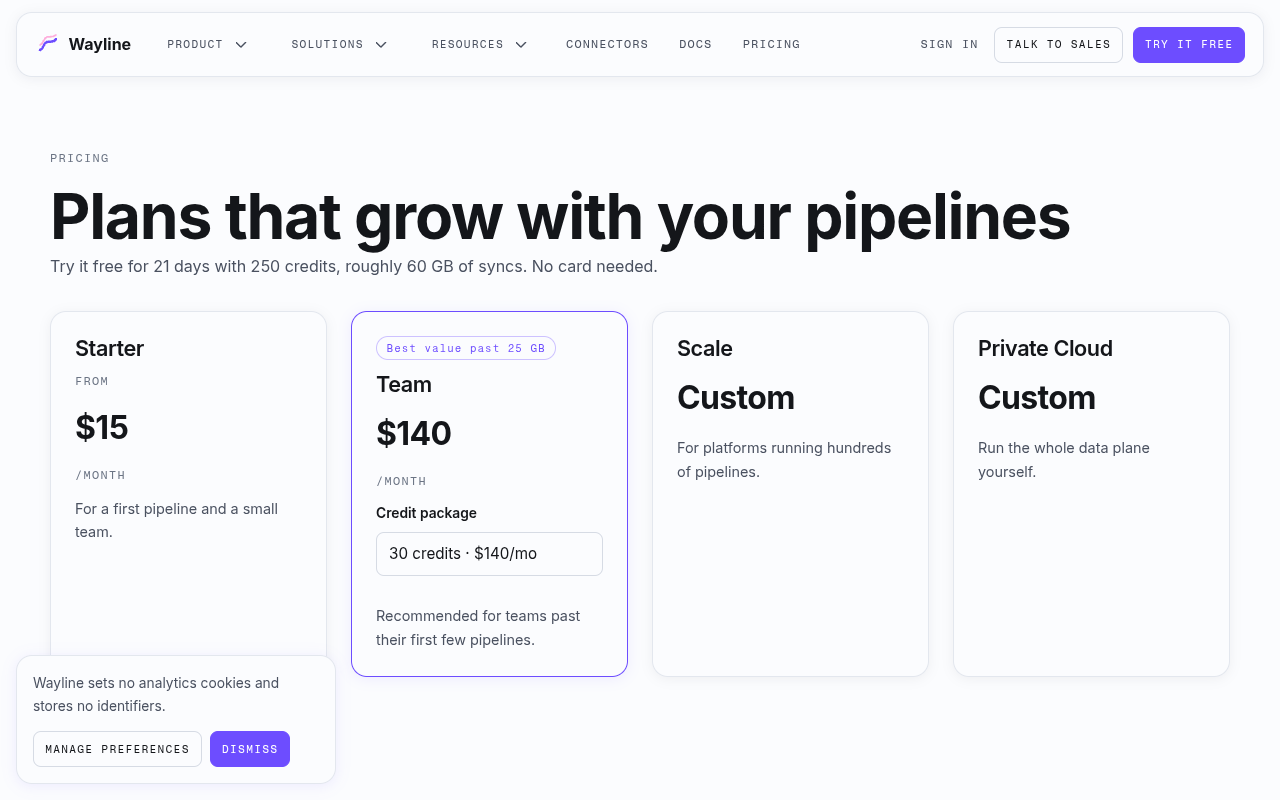 Wayline
PRODUCT
SOLUTIONS
RESOURCES
CONNECTORS
DOCS
PRICING
SIGN IN
TALK TO SALES
TRY IT FREE
PRICING
Plans that grow with your pipelines
Try it free for 21 days with 250 credits, roughly 60 GB of syncs. No card needed.
Starter
FROM
$15
/MONTH
For a first pipeline and a small
team.
Best value past 25 GB
Team
$140
/MONTH
Credit package
30 credits · $140/mo
Recommended for teams past
their first few pipelines.
Scale
Custom
For platforms running hundreds
of pipelines.
Private Cloud
Custom
Run the whole data plane
yourself.
Wayline sets no analytics cookies and
stores no identifiers.
MANAGE PREFERENCES
DISMISS